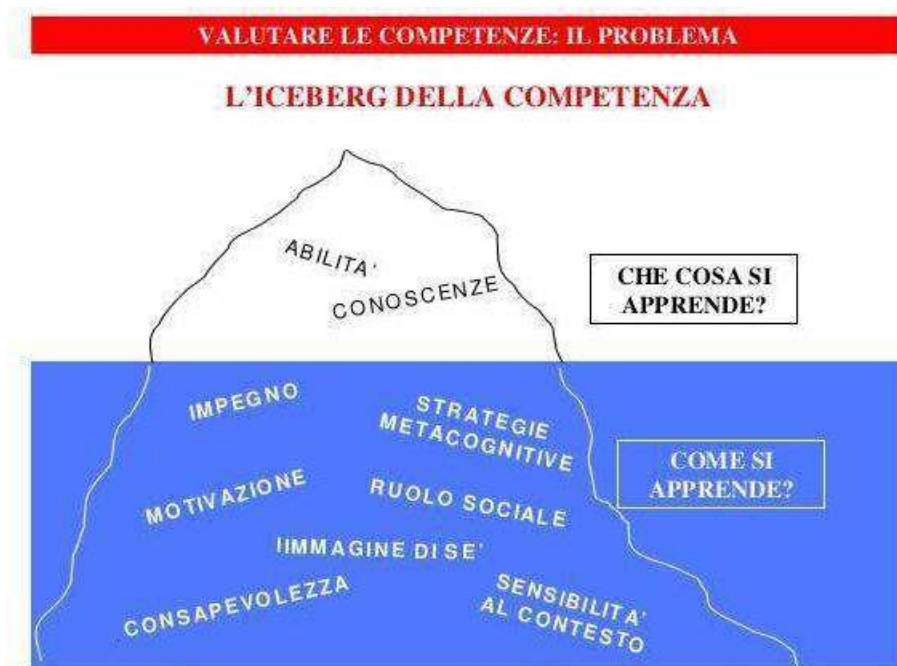 VALUTARE LE COMPETENZE: IL PROBLEMA
L'ICEBERG DELLA COMPETENZA
ABILITA'
CONOSCENZE
CHE COSA SI
APPRENDE?
IMPEGNO
STRATEGIE
METACOGNITIVE
COME SI
APPRENDE?
MOTIVAZIONE
RUOLO SOCIALE
IIMMAGINE DI SE'
CONSAPEVOLEZZA
SENSIBILITA'
AL CONTESTO